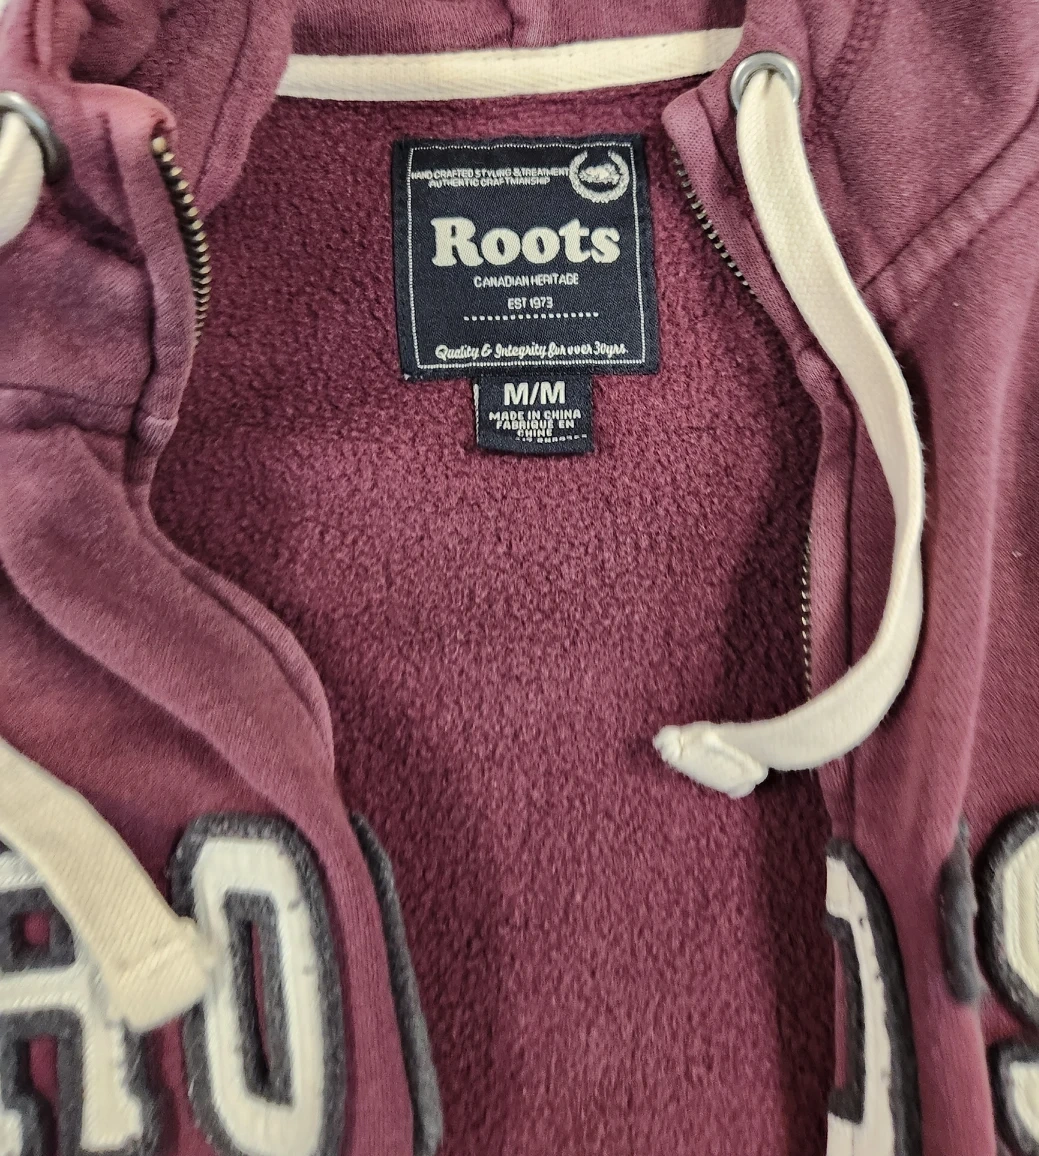 HAND CRAFTED STYLING & TREATMENT
AUTHENTIC CRAFTMANSHIP
Roots
CANADIAN HERITAGE
EST 1973
Quality & Integrity for over 30yrs.
M/M
MADE IN CHINA
FABRIQUE EN
CHINE
RO
O
S